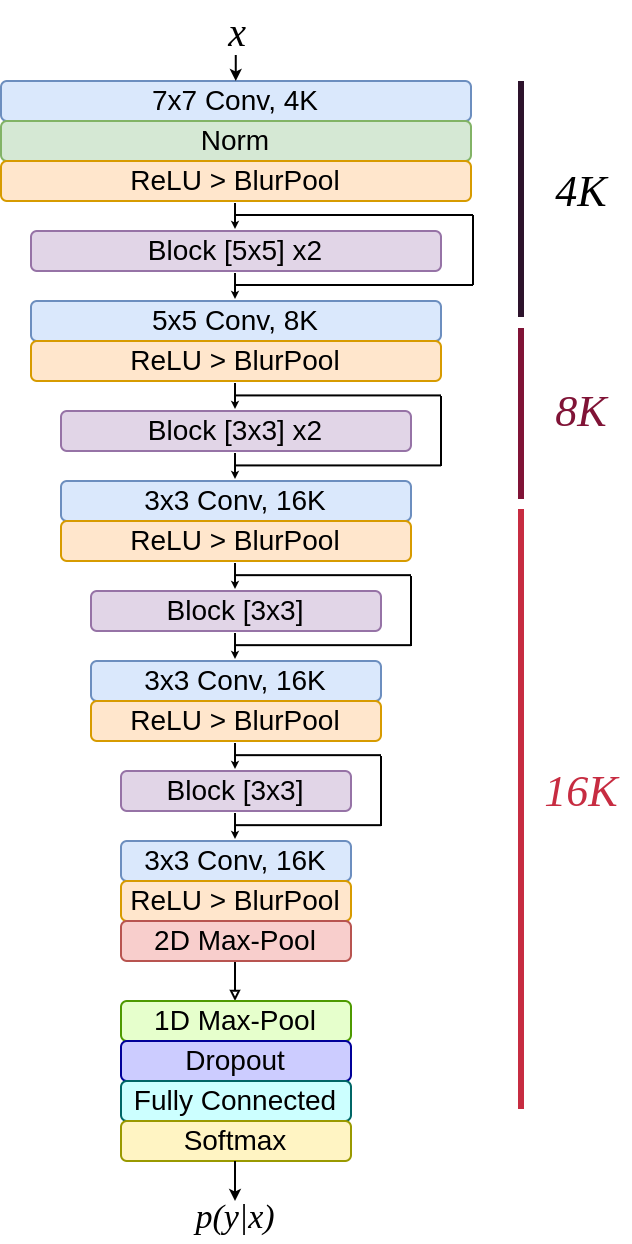 x
7x7 Conv, 4K
Norm
ReLU > BlurPool
4K
Block [5x5] x2
5x5 Conv, 8K
ReLU > BlurPool
8K
Block [3x3] x2
3x3 Conv, 16K
ReLU > BlurPool
Block [3x3]
3x3 Conv, 16K
ReLU > BlurPool
Block [3x3]
16K
3x3 Conv, 16K
ReLU > BlurPool
2D Max-Pool
1D Max-Pool
Dropout
Fully Connected
Softmax
p(y|x)